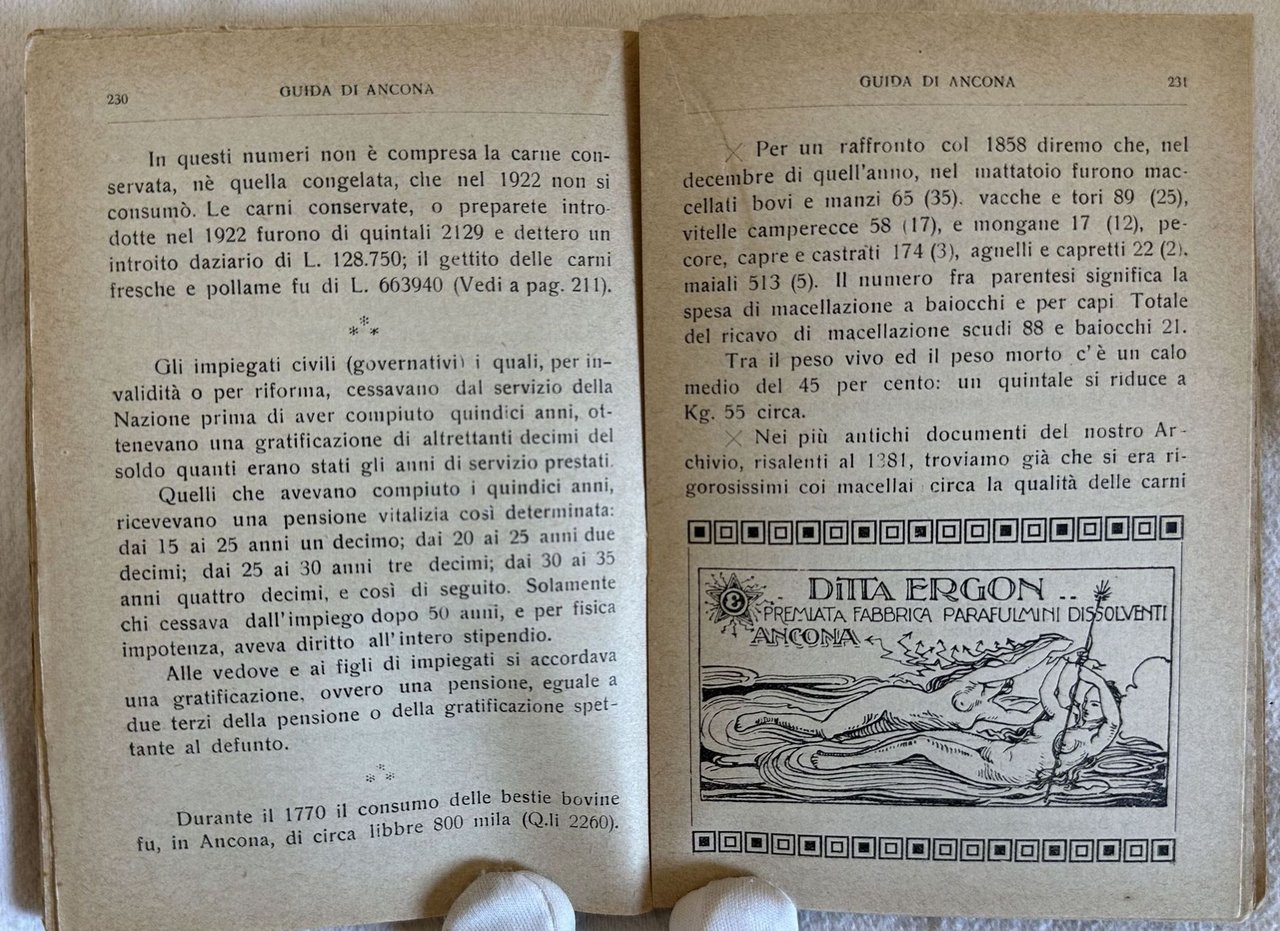 230
GUIDA DI ANCONA
In questi numeri non è compresa la carne con-
servata, nè quella congelata, che nel 1922 non si
consumò. Le carni conservate, o preparete intro-
dotte nel 1922 furono di quintali 2129 e dettero un
introito daziario di L. 128.750; il gettito delle carni
fresche e pollame fu di L. 663940 (Vedi a pag. 211).
***
Gli impiegati civili (governativi) i quali, per in-
validità o per riforma, cessavano dal servizio della
Nazione prima di aver compiuto quindici anni, ot-
tenevano una gratificazione di altrettanti decimi del
soldo quanti erano stati gli anni di servizio prestati.
Quelli che avevano compiuto i quindici anni,
ricevevano una pensione vitalizia così determinata:
dai 15 ai 25 anni un decimo; dai 20 ai 25 anni due
decimi; dai 25 ai 30 anni tre decimi; dai 30 ai 35
anni quattro decimi, e così di seguito. Solamente
chi cessava dall'impiego dopo 50 anni, e per fisica
impotenza, aveva diritto all'intero stipendio.
Alle vedove e ai figli di impiegati si accordava
una gratificazione, ovvero una pensione, eguale a
due terzi della pensione o della gratificazione spet-
tante al defunto.
***
Durante il 1770 il consumo delle bestie bovine
fu, in Ancona, di circa libbre 800 mila (Q.li 2260).
GUIDA DI ANCONA
231
Per un raffronto col 1858 diremo che, nel
decembre di quell'anno, nel mattatoio furono mac-
cellati bovi e manzi 65 (35). vacche e tori 89 (25),
vitelle camperecce 58 (17), e mongane 17 (12), pe-
core, capre e castrati 174 (3), agnelli e capretti 22 (2),
maiali 513 (5). Il numero fra parentesi significa la
spesa di macellazione a baiocchi e per capi Totale
del ricavo di macellazione scudi 88 e baiocchi 21.
Tra il peso vivo ed il peso morto c'è un calo
medio del 45 per cento: un quintale si riduce a
Kg. 55 circa.
Nei più antichi documenti del nostro Ar-
chivio, risalenti al 1381, troviamo già che si era ri-
gorosissimi coi macellai circa la qualità delle carni
DITTA ERGON
PREMIATA FABBRICA PARAFULMINI DISSOLVENTI
ANCONA